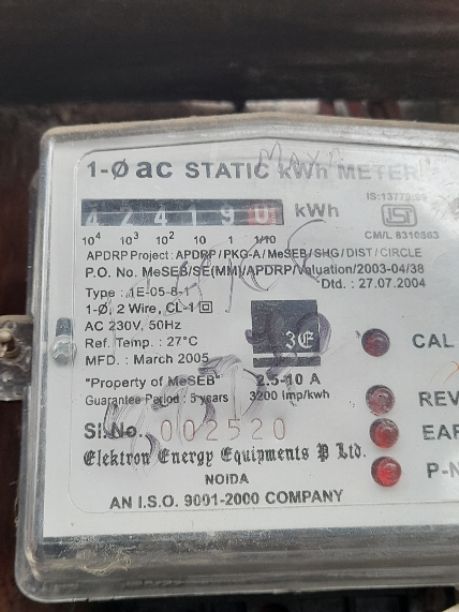 1-Ø ac STATIC kWh METER
424190 kWh
IS:13779:99
10⁴ 10³ 10² 10 1 1/10
CM/L 8310563
APDRP Project: APDRP/PKG-A/MeSEB/SHG/DIST/CIRCLE
P.O. No. MeSEB/SE(MM)/APDRP/Valuation/2003-04/38
Dtd. : 27.07.2004
Type : 1E-05-8-1
1-Ø, 2 Wire, CL-1
AC 230V, 50Hz
Ref. Temp. : 27°C
MFD. : March 2005
3E
CAL
"Property of MeSEB" 2.5-10 A
Guarantee Period : 5 years 3200 imp/kwh
REV
Sl.No. 002520
EAR
Elektron Energy Equipments P Ltd.
P-N
NOIDA
AN I.S.O. 9001-2000 COMPANY